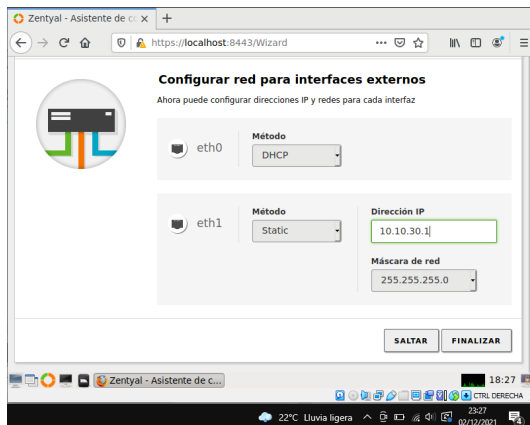 Zentyal - Asistente de cc
https://localhost:8443/Wizard
Configurar red para interfaces externos
Ahora puede configurar direcciones IP y redes para cada interfaz
eth0
Método
DHCP
eth1
Método
Static
Dirección IP
10.10.30.1
Máscara de red
255.255.255.0
SALTAR
FINALIZAR
Zentyal - Asistente de c...
18:27
CTRL DERECHA
22°C Lluvia ligera
23:27
02/12/2021
4